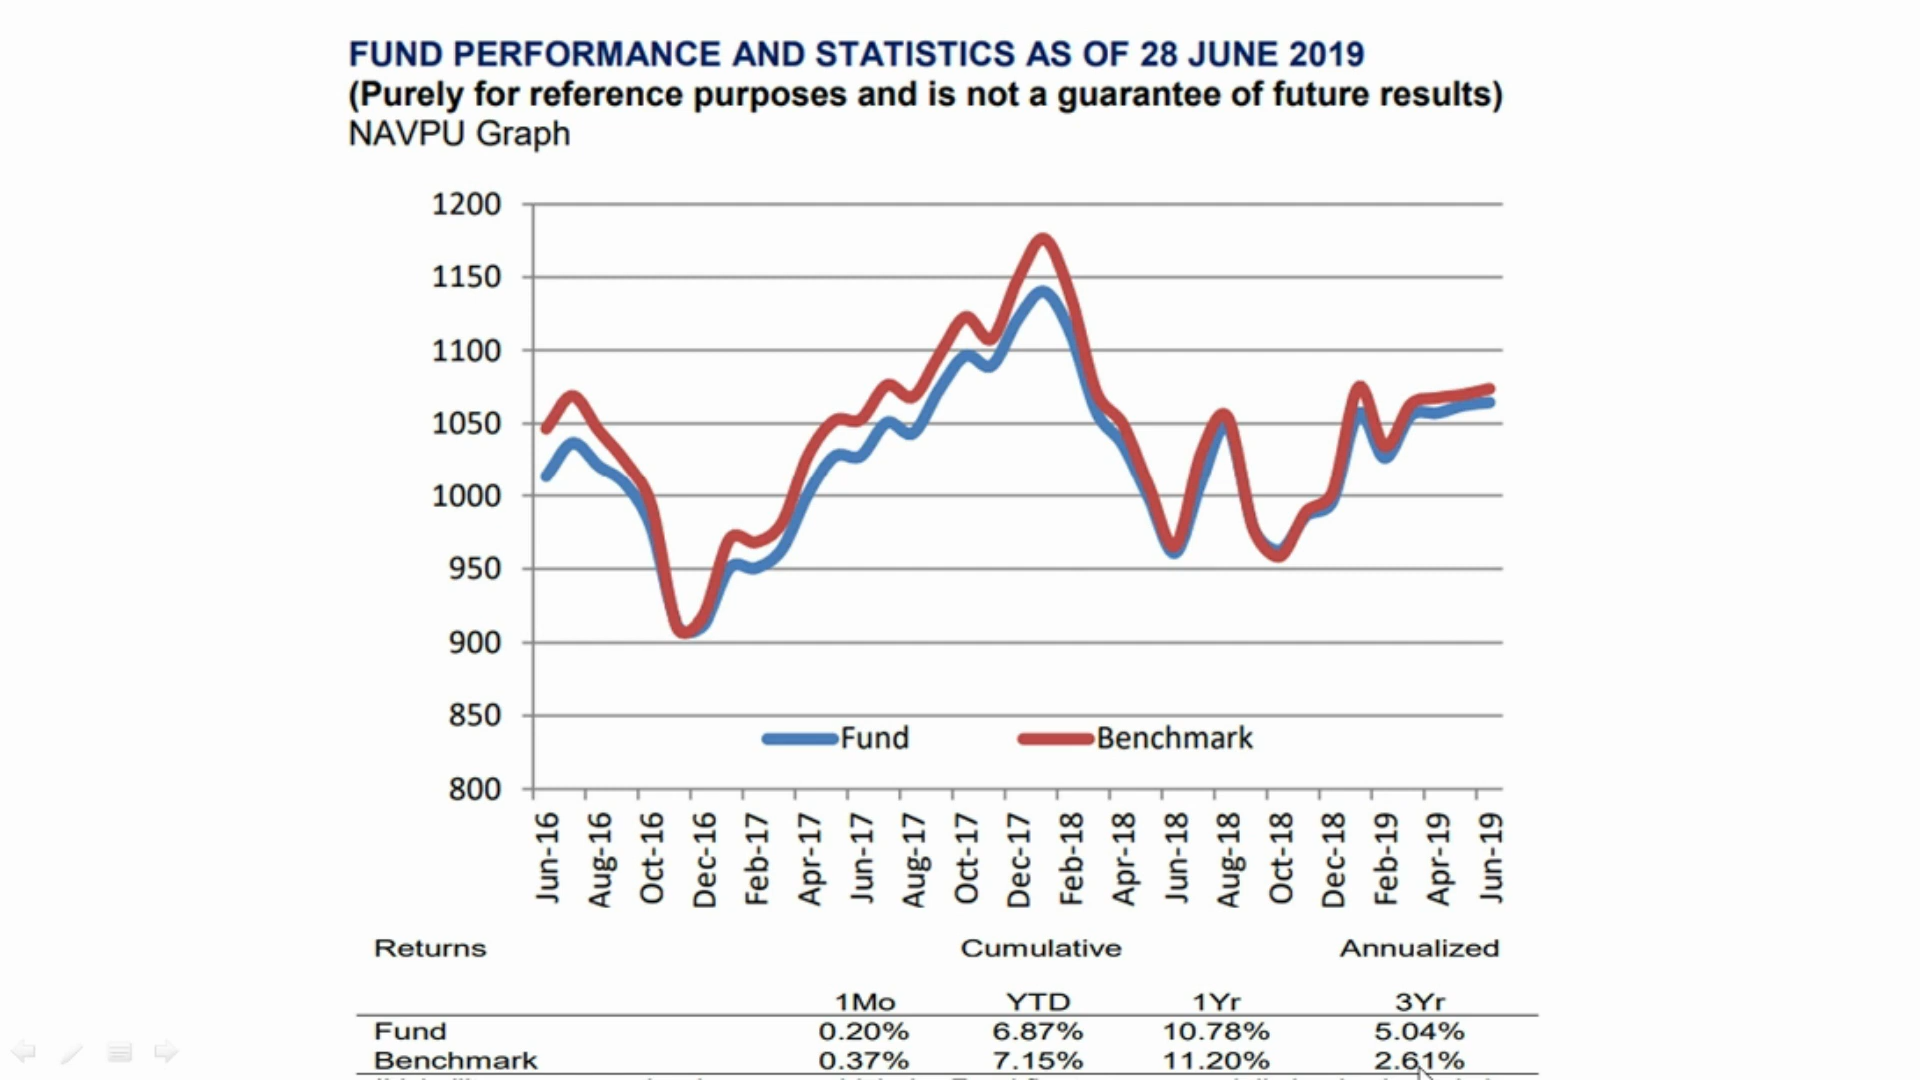 FUND PERFORMANCE AND STATISTICS AS OF 28 JUNE 2019
(Purely for reference purposes and is not a guarantee of future results)
NAVPU Graph
1200
1150
1100
1050
1000
950
900
850
800
Fund Benchmark
Jun-16 Aug-16 Oct-16 Dec-16 Feb-17 Apr-17 Jun-17 Aug-17 Oct-17 Dec-17 Feb-18 Apr-18 Jun-18 Aug-18 Oct-18 Dec-18 Feb-19 Apr-19 Jun-19
Returns Cumulative Annualized
1Mo YTD 1Yr 3Yr
Fund 0.20% 6.87% 10.78% 5.04%
Benchmark 0.37% 7.15% 11.20% 2.61%